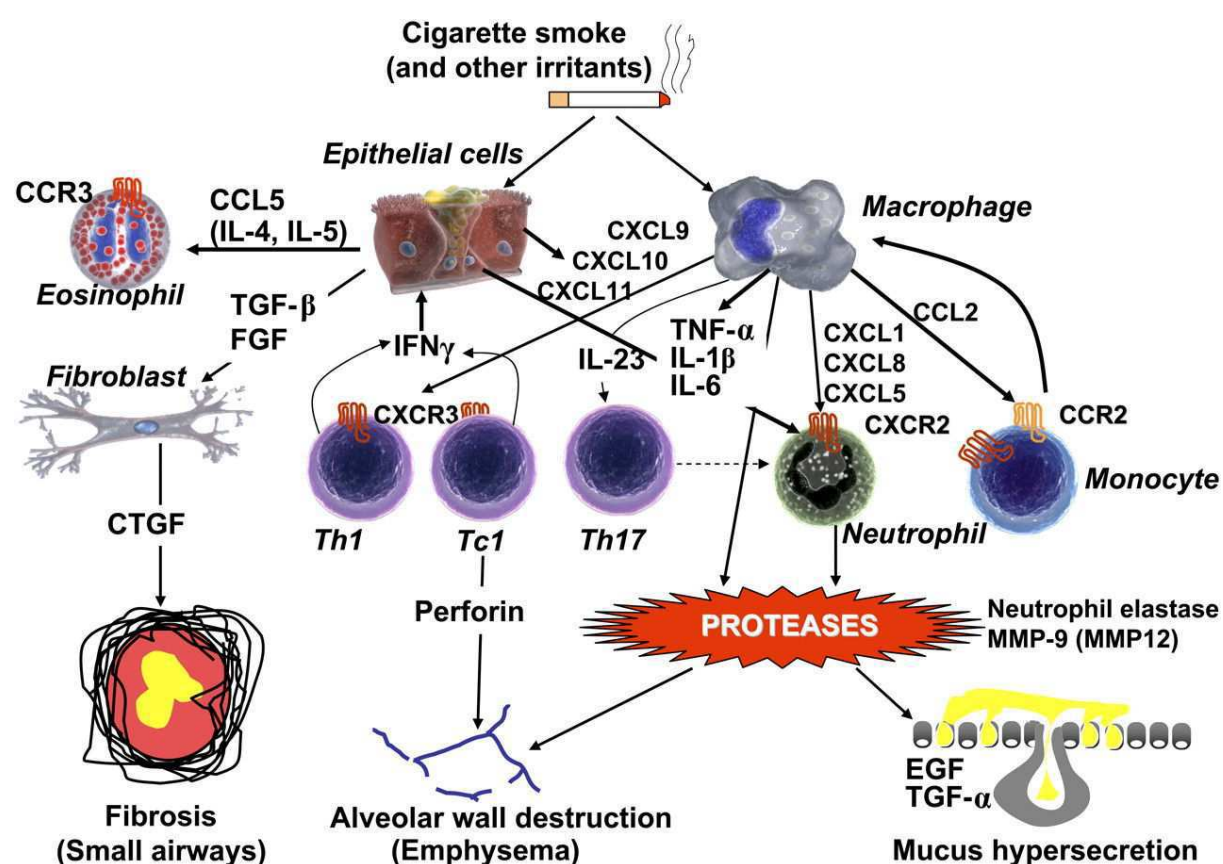 Cigarette smoke
(and other irritants)
Epithelial cells
Macrophage
CCR3
CCL5
(IL-4, IL-5)
Eosinophil
CXCL9
CXCL10
CXCL11
TGF-β
FGF
Fibroblast
IFNγ
IL-23
TNF-α
IL-1β
IL-6
CXCL1
CXCL8
CXCL5
CCL2
CXCR3
CXCR2
CCR2
Monocyte
Th1
Tc1
Th17
Neutrophil
CTGF
Perforin
PROTEASES
Neutrophil elastase
MMP-9 (MMP12)
EGF
TGF-α
Fibrosis
(Small airways)
Alveolar wall destruction
(Emphysema)
Mucus hypersecretion